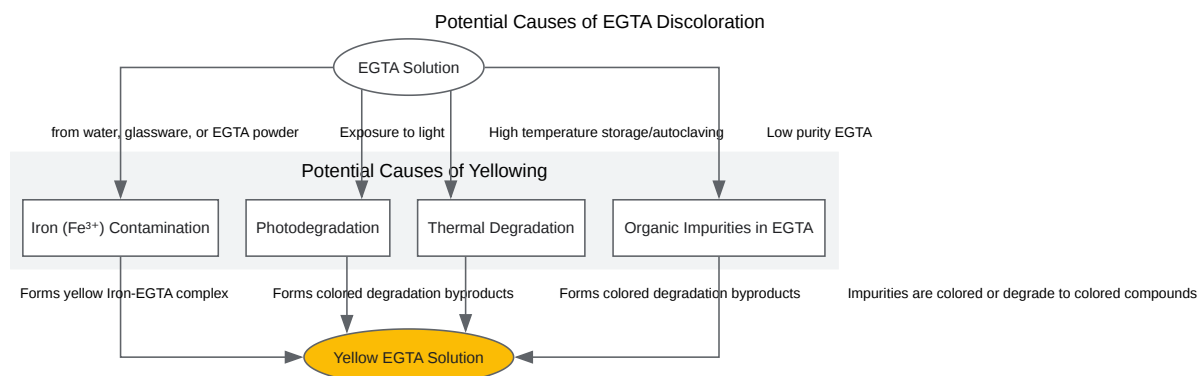 Potential Causes of EGTA Discoloration
EGTA Solution
from water, glassware, or EGTA powder
Exposure to light
High temperature storage/autoclaving
Low purity EGTA
Potential Causes of Yellowing
Iron (Fe³⁺) Contamination
Photodegradation
Thermal Degradation
Organic Impurities in EGTA
Forms yellow Iron-EGTA complex
Forms colored degradation byproducts
Forms colored degradation byproducts
Impurities are colored or degrade to colored compounds
Yellow EGTA Solution